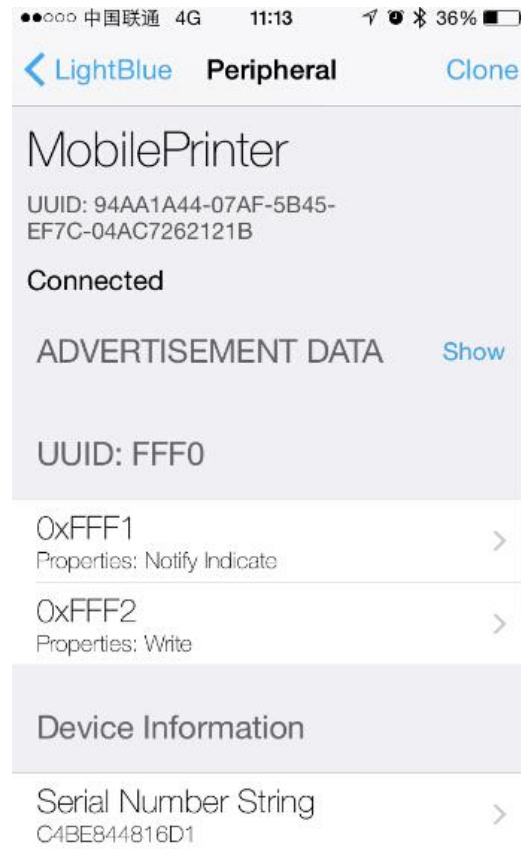 中国联通 4G 11:13 36%
LightBlue Peripheral Clone
MobilePrinter
UUID: 94AA1A44-07AF-5B45-
EF7C-04AC7262121B
Connected
ADVERTISEMENT DATA Show
UUID: FFF0
0xFFF1
Properties: Notify Indicate
0xFFF2
Properties: Write
Device Information
Serial Number String
C4BE844816D1